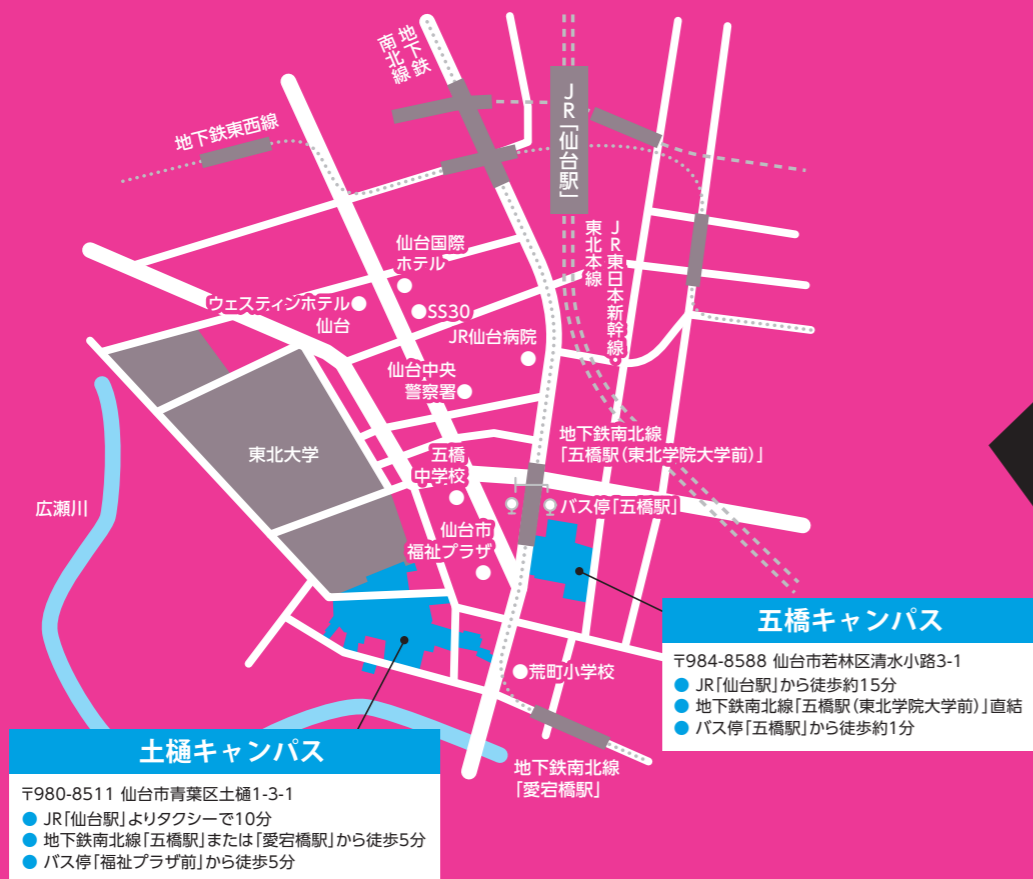 地下鉄
南北線
JR「仙台駅」
地下鉄東西線
JR東日本新幹線・
東北本線
仙台国際
ホテル
ウェスティンホテル
仙台
SS30
JR仙台病院
仙台中央
警察署
地下鉄南北線
「五橋駅(東北学院大学前)」
東北大学
五橋
中学校
広瀬川
バス停「五橋駅」
仙台市
福祉プラザ
荒町小学校
地下鉄南北線
「愛宕橋駅」
五橋キャンパス
〒984-8588 仙台市若林区清水小路3-1
● JR「仙台駅」から徒歩約15分
● 地下鉄南北線「五橋駅(東北学院大学前)」直結
● バス停「五橋駅」から徒歩約1分
土樋キャンパス
〒980-8511 仙台市青葉区土樋1-3-1
● JR「仙台駅」よりタクシーで10分
● 地下鉄南北線「五橋駅」または「愛宕橋駅」から徒歩5分
● バス停「福祉プラザ前」から徒歩5分